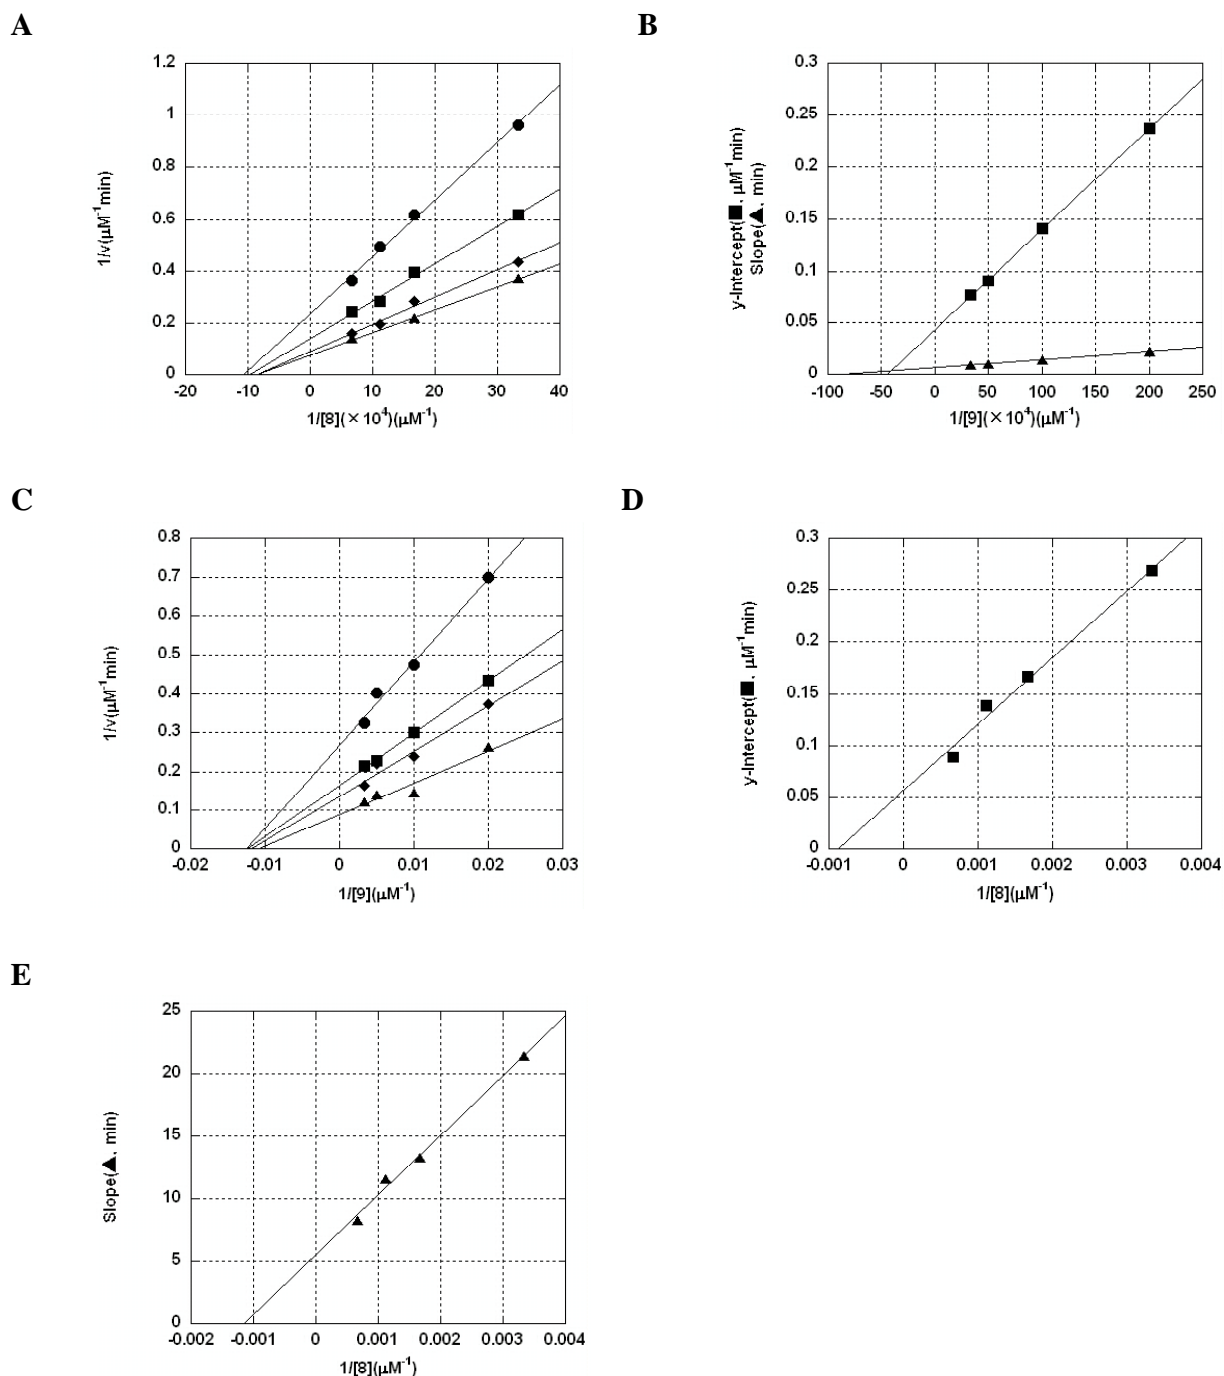 A
1.2
1
0.8
0.6
0.4
0.2
0
-20 -10 0 10 20 30 40
1/v(μM⁻¹min)
1/[8](×10⁴)(μM⁻¹)
B
0.3
0.25
0.2
0.15
0.1
0.05
0
-100 -50 0 50 100 150 200 250
y-Intercept(■, μM⁻¹min)
Slope(▲, min)
1/[9](×10⁴)(μM⁻¹)
C
0.8
0.7
0.6
0.5
0.4
0.3
0.2
0.1
0
-0.02 -0.01 0 0.01 0.02 0.03
1/v(μM⁻¹min)
1/[9](μM⁻¹)
D
0.3
0.25
0.2
0.15
0.1
0.05
0
-0.001 0 0.001 0.002 0.003 0.004
y-Intercept(■, μM⁻¹min)
1/[8](μM⁻¹)
E
25
20
15
10
5
0
-0.002 -0.001 0 0.001 0.002 0.003 0.004
Slope(▲, min)
1/[8](μM⁻¹)